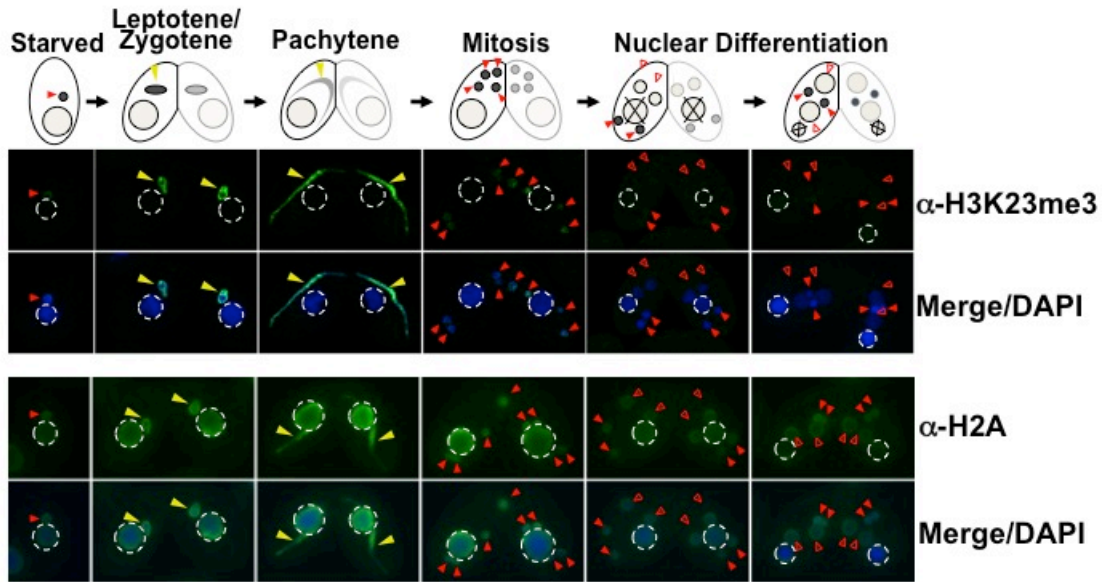 Starved
Leptotene/
Zygotene
Pachytene
Mitosis
Nuclear Differentiation
α-H3K23me3
Merge/DAPI
α-H2A
Merge/DAPI